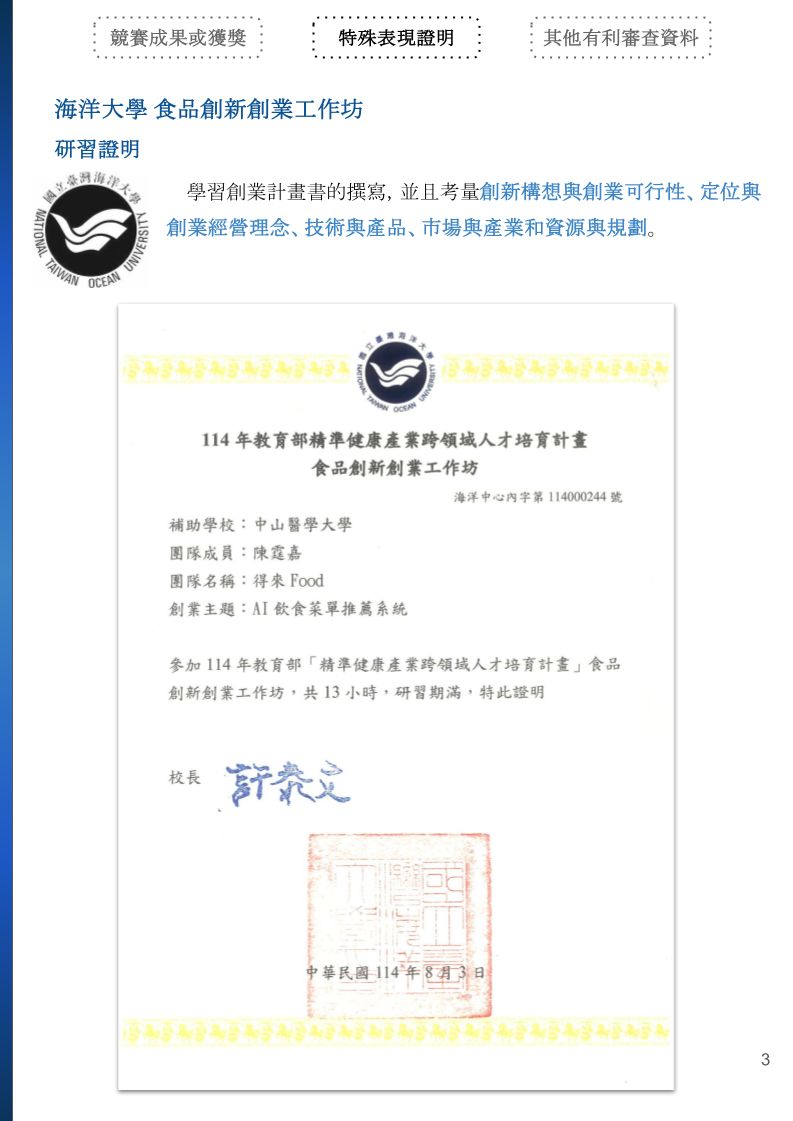 競賽成果或獲獎
特殊表現證明
其他有利審查資料
海洋大學 食品創新創業工作坊
研習證明
國立臺灣海洋大學
NATIONAL TAIWAN OCEAN UNIVERSITY
學習創業計畫書的撰寫, 並且考量創新構想與創業可行性、定位與
創業經營理念、技術與產品、市場與產業和資源與規劃。
國立臺灣海洋大學
NATIONAL TAIWAN OCEAN UNIVERSITY
114 年教育部精準健康產業跨領域人才培育計畫
食品創新創業工作坊
海洋中心內字第 114000244 號
補助學校：中山醫學大學
團隊成員：陳霆嘉
團隊名稱：得來 Food
創業主題：AI 飲食菜單推薦系統
參加 114 年教育部「精準健康產業跨領域人才培育計畫」食品
創新創業工作坊，共 13 小時，研習期滿，特此證明
校長 許泰文
中華民國 114 年 8 月 3 日
3